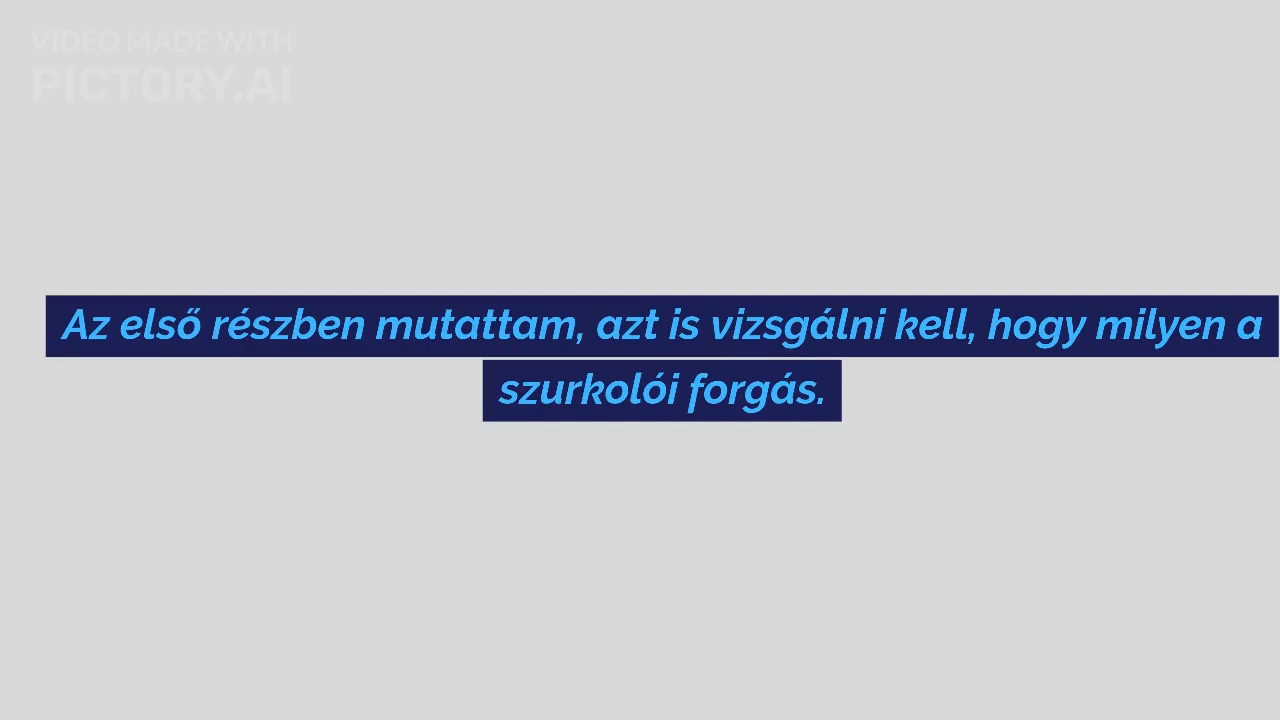 VIDEO MADE WITH
PICTORY.AI
Az első részben mutattam, azt is vizsgálni kell, hogy milyen a
szurkolói forgás.